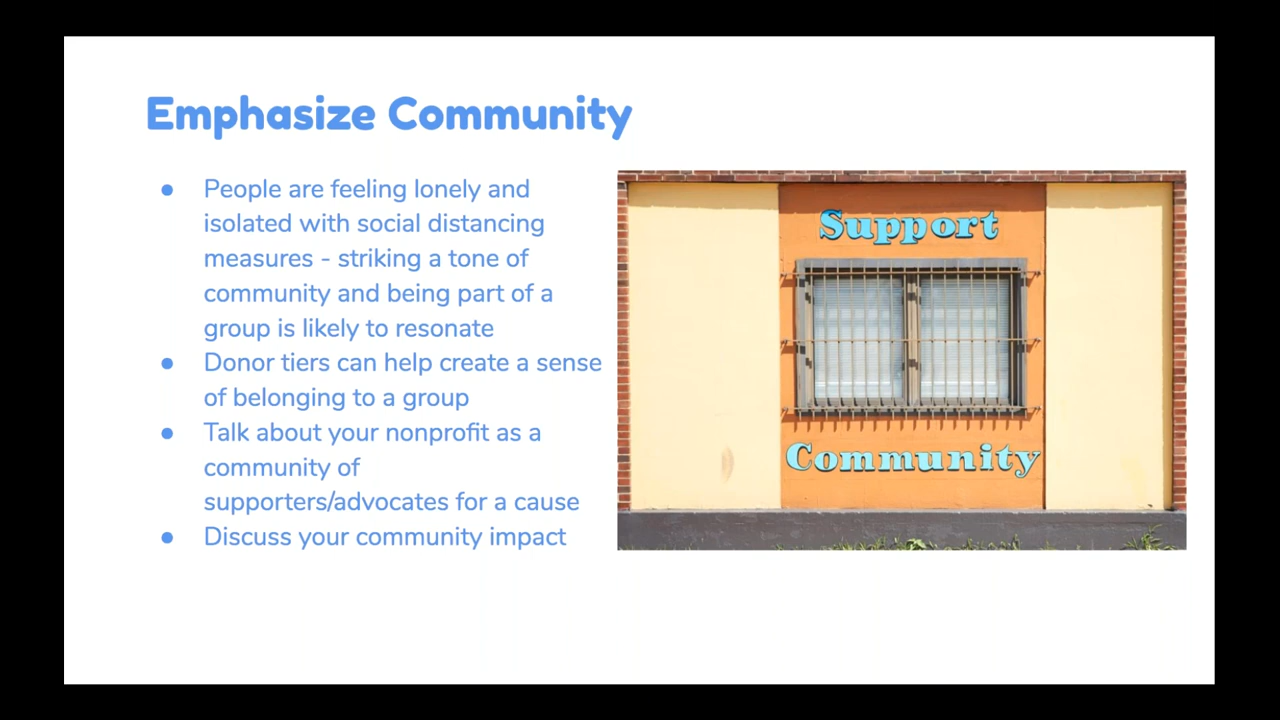 Emphasize Community
● People are feeling lonely and
isolated with social distancing
measures - striking a tone of
community and being part of a
group is likely to resonate
● Donor tiers can help create a sense
of belonging to a group
● Talk about your nonprofit as a
community of
supporters/advocates for a cause
● Discuss your community impact
Support
Community